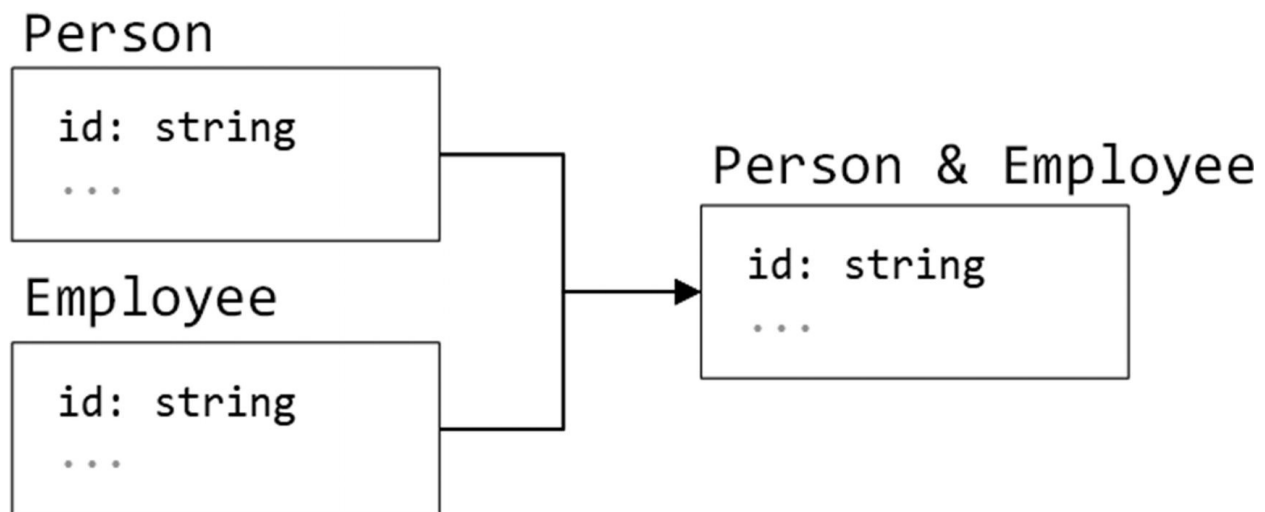 Person
id: string
...
Employee
id: string
...
Person & Employee
id: string
...